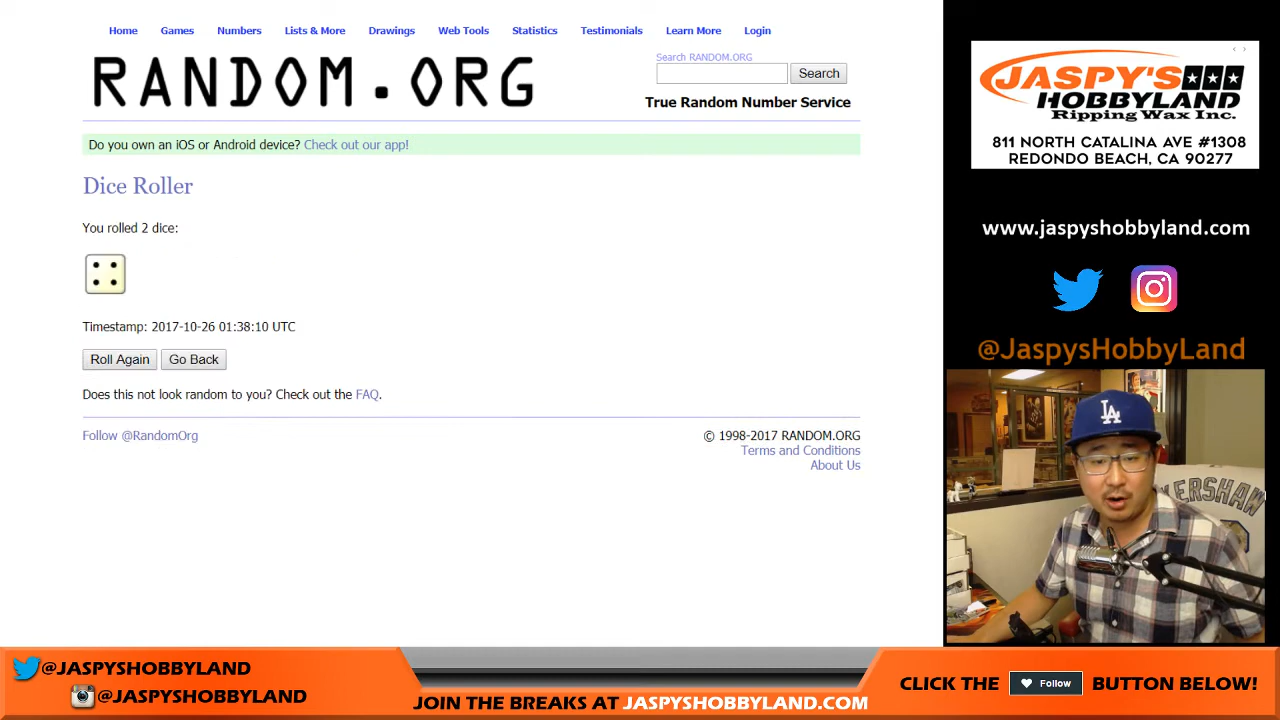 Home Games Numbers Lists & More Drawings Web Tools Statistics Testimonials Learn More Login
RANDOM.ORG
Search RANDOM.ORG
Search
True Random Number Service
Do you own an iOS or Android device? Check out our app!
Dice Roller
You rolled 2 dice:
Timestamp: 2017-10-26 01:38:10 UTC
Roll Again Go Back
Does this not look random to you? Check out the FAQ.
Follow @RandomOrg
© 1998-2017 RANDOM.ORG
Terms and Conditions
About Us
JASPY'S
HOBBYLAND
Ripping Wax Inc.
811 NORTH CATALINA AVE #1308
REDONDO BEACH, CA 90277
www.jaspyshobbyland.com
@JaspysHobbyLand
LA
KERSHAW
@JASPYSHOBBYLAND
@JASPYSHOBBYLAND
JOIN THE BREAKS AT JASPYSHOBBYLAND.COM
CLICK THE Follow BUTTON BELOW!